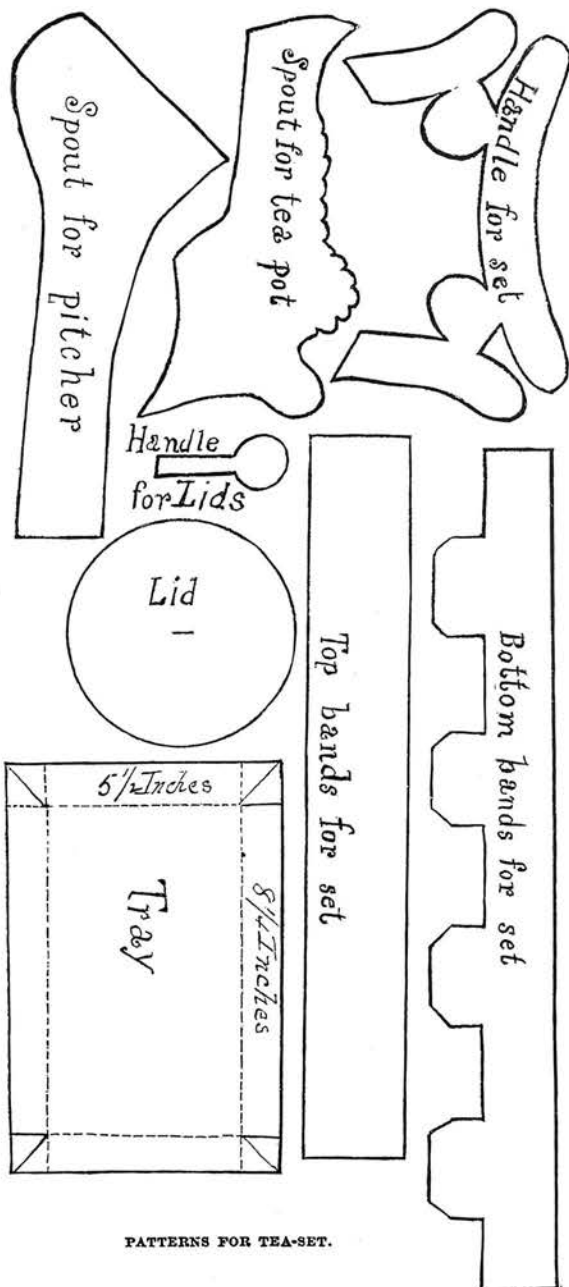 Spout for pitcher
Spout for tea pot
Handle for set
Handle
for Lids
Lid
Top bands for set
Bottom bands for set
5½ Inches
8¼ Inches
Tray
PATTERNS FOR TEA-SET.